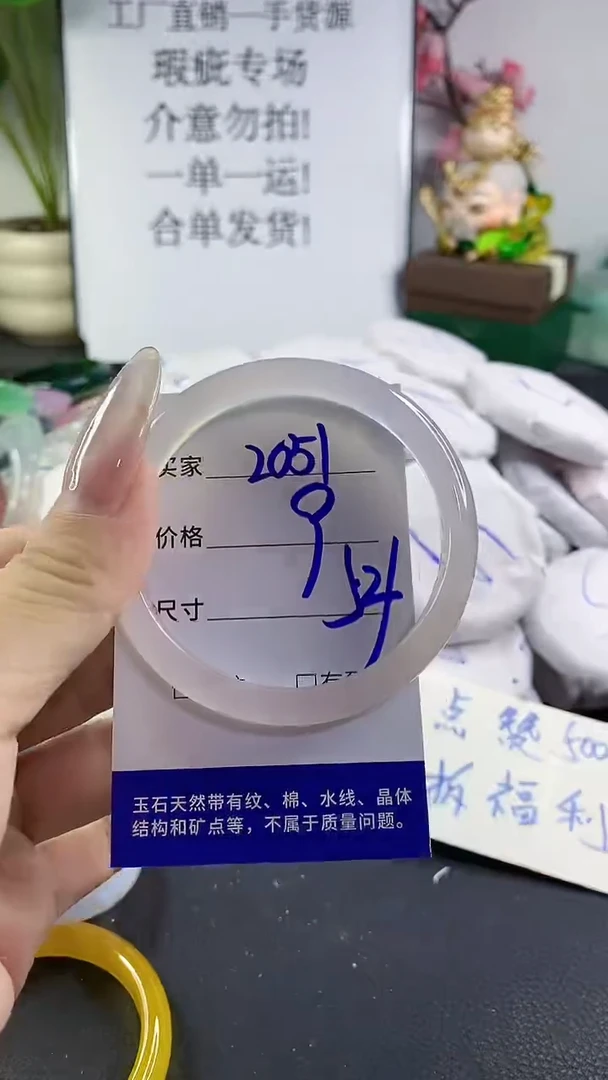 工厂直销一手货源
瑕疵专场
介意勿拍!
一单一运!
合单发货!
买家 2051
价格 9
尺寸 54
点赞500
板福利
玉石天然带有纹、棉、水线、晶体
结构和矿点等，不属于质量问题。